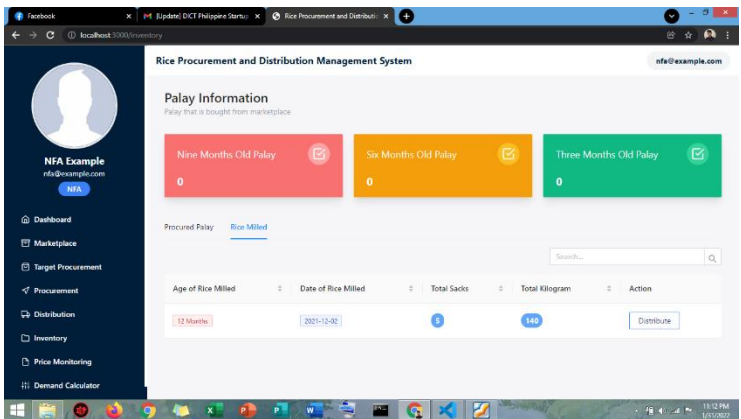 Facebook
[Update] DICT Philippine Startup
Rice Procurement and Distributio
localhost:3000/inventory
Rice Procurement and Distribution Management System
nfa@example.com
NFA Example
nfa@example.com
NFA
Dashboard
Marketplace
Target Procurement
Procurement
Distribution
Inventory
Price Monitoring
Demand Calculator
Palay Information
Palay that is bought from marketplace
Nine Months Old Palay
0
Six Months Old Palay
0
Three Months Old Palay
0
Procured Palay Rice Milled
Search...
Age of Rice Milled Date of Rice Milled Total Sacks Total Kilogram Action
12 Months 2021-12-02 5 140 Distribute
11:12 PM
1/31/2022